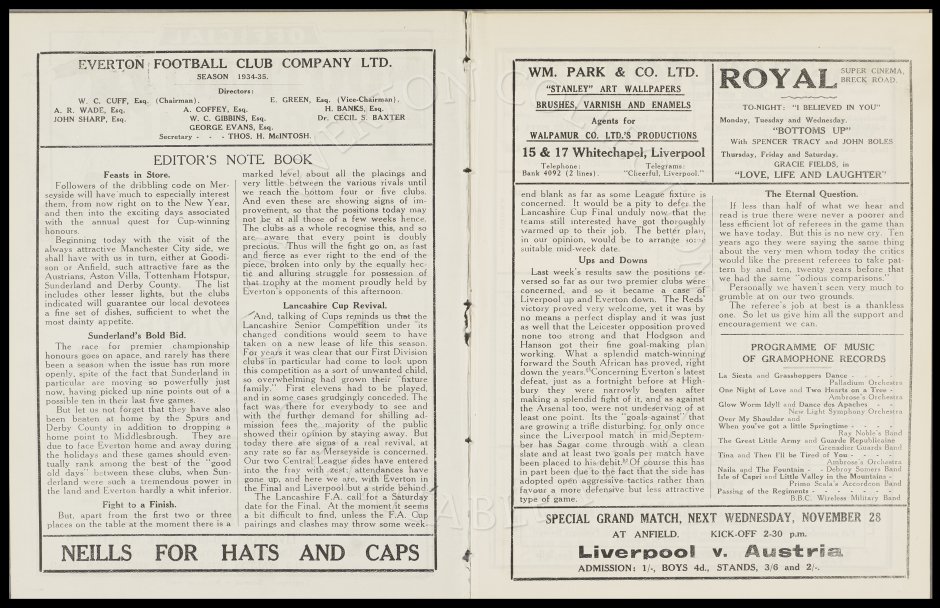 EVERTON FOOTBALL CLUB COMPANY LTD.
SEASON 1934-35.
Directors:
W. C. CUFF, Esq. (Chairman). E. GREEN, Esq. (Vice-Chairman).
A. R. WADE, Esq. A. COFFEY, Esq. H. BANKS, Esq.
JOHN SHARP, Esq. W. C. GIBBINS, Esq. Dr. CECIL S. BAXTER
GEORGE EVANS, Esq.
Secretary - - - THOS. H. McINTOSH.
EDITOR'S NOTE BOOK
Feasts in Store.
Followers of the dribbling code on Mer-
seyside will have much to especially interest
them, from now right on to the New Year,
and then into the exciting days associated
with the annual quest for Cup-winning
honours.
Beginning today with the visit of the
always attractive Manchester City side, we
shall have with us in turn, either at Goodi-
son or Anfield, such attractive fare as the
Austrians, Aston Villa, Tottenham Hotspur,
Sunderland and Derby County. The list
includes other lesser lights, but the clubs
indicated will guarantee our local devotees
a fine set of dishes, sufficient to whet the
most dainty appetite.
Sunderland's Bold Bid.
The race for premier championship
honours goes on apace, and rarely has there
been a season when the issue has run more
openly, spite of the fact that Sunderland in
particular are moving so powerfully just
now, having picked up nine points out of a
possible ten in their last five games.
But let us not forget that they have also
been beaten at home by the Spurs and
Derby County in addition to dropping a
home point to Middlesbrough. They are
due to face Everton home and away during
the holidays and these games should even-
tually rank among the best of the "good
old days" between these clubs, when Sun-
derland were such a tremendous power in
the land and Everton hardly a whit inferior.
Fight to a Finish.
But, apart from the first two or three
places on the table at the moment there is a
marked level about all the placings and
very little between the various rivals until
we reach the bottom four or five clubs.
And even these are showing signs of im-
provement, so that the positions today may
not be at all those of a few weeks hence.
The clubs as a whole recognise this, and so
are aware that every point is doubly
precious. Thus will the fight go on, as fast
and fierce as ever right to the end of the
piece, broken into only by the equally hec-
tic and alluring struggle for possession of
that trophy at the moment proudly held by
Everton's opponents of this afternoon.
Lancashire Cup Revival.
And, talking of Cups reminds us that the
Lancashire Senior Competition under its
changed conditions would seem to have
taken on a new lease of life this season.
For years it was clear that our First Division
clubs in particular had come to look upon
this competition as a sort of unwanted child,
so overwhelming had grown their "fixture
family." First elevens had to be played,
and in some cases grudgingly conceded. The
fact was there for everybody to see and
with the further demand for shilling ad-
mission fees the majority of the public
showed their opinion by staying away. But
today there are signs of a real revival, at
any rate so far as Merseyside is concerned.
Our two Central League sides have entered
into the fray with zest; attendances have
gone up, and here we are, with Everton in
the Final and Liverpool but a stride behind.
The Lancashire F.A. call for a Saturday
date for the Final. At the moment it seems
a bit difficult to find, unless the F.A. Cup
pairings and clashes may throw some week
NEILLS FOR HATS AND CAPS
WM. PARK & CO. LTD.
"STANLEY" ART WALLPAPERS
BRUSHES, VARNISH AND ENAMELS
Agents for
WALPAMUR CO. LTD.'S PRODUCTIONS
15 & 17 Whitechapel, Liverpool
Telephone: Telegrams:
Bank 4092 (2 lines). "Cheerful, Liverpool."
ROYAL SUPER CINEMA, BRECK ROAD.
TO-NIGHT: "I BELIEVED IN YOU"
Monday, Tuesday and Wednesday.
"BOTTOMS UP"
With SPENCER TRACY and JOHN BOLES
Thursday, Friday and Saturday.
GRACIE FIELDS, in
"LOVE, LIFE AND LAUGHTER"
end blank as far as some League fixture is
concerned. It would be a pity to defer the
Lancashire Cup Final unduly now that the
teams still interested have got thoroughly
warmed up to their job. The better plan,
in our opinion, would be to arrange some
suitable mid-week date.
Ups and Downs
Last week's results saw the positions re-
versed so far as our two premier clubs were
concerned, and so it became a case of
Liverpool up and Everton down. The Reds'
victory proved very welcome, yet it was by
no means a perfect display and it was just
as well that the Leicester opposition proved
none too strong and that Hodgson and
Hanson got their fine goal-making plan
working. What a splendid match-winning
forward the South African has proved, right
down the years. Concerning Everton's latest
defeat, just as a fortnight before at High-
bury they were narrowly beaten after
making a splendid fight of it, and as against
the Arsenal too, were not undeserving of at
least one point. Its the "goals against" that
are growing a trifle disturbing, for only once
since the Liverpool match in mid-Septem-
ber has Sagar come through with a clean
slate and at least two goals per match have
been placed to his debit. Of course this has
in part been due to the fact that the side has
adopted open aggressive tactics rather than
favour a more defensive but less attractive
type of game.
The Eternal Question.
If less than half of what we hear and
read is true there were never a poorer and
less efficient lot of referees in the game than
we have today. But this is no new cry. Ten
years ago they were saying the same thing
about the very men whom today the critics
would like the present referees to take pat-
tern by and ten, twenty years before that
we had the same "odious comparisons."
Personally we haven't seen very much to
grumble at on our two grounds.
The referee's job at best is a thankless
one. So let us give him all the support and
encouragement we can.
PROGRAMME OF MUSIC
OF GRAMOPHONE RECORDS
La Siesta and Grasshoppers Dance - -
Palladium Orchestra
One Night of Love and Two Hearts on a Tree -
Ambrose's Orchestra
Glow Worm Idyll and Dance des Apaches -
New Light Symphony Orchestra
Over My Shoulder and
When you've got a little Springtime - -
Ray Noble's Band
The Great Little Army and Guarde Republicaine
Grenadier Guards Band
Tina and Then I'll be Tired of You - - -
Ambrose's Orchestra
Naila and The Fountain - - Debroy Somers Band
Isle of Capri and Little Valley in the Mountains -
Primo Scala's Accordeon Band
Passing of the Regiments - - - - -
B.B.C. Wireless Military Band
SPECIAL GRAND MATCH, NEXT WEDNESDAY, NOVEMBER 28
AT ANFIELD. KICK-OFF 2-30 p.m.
Liverpool v. Austria
ADMISSION: 1/-, BOYS 4d., STANDS, 3/6 and 2/-.